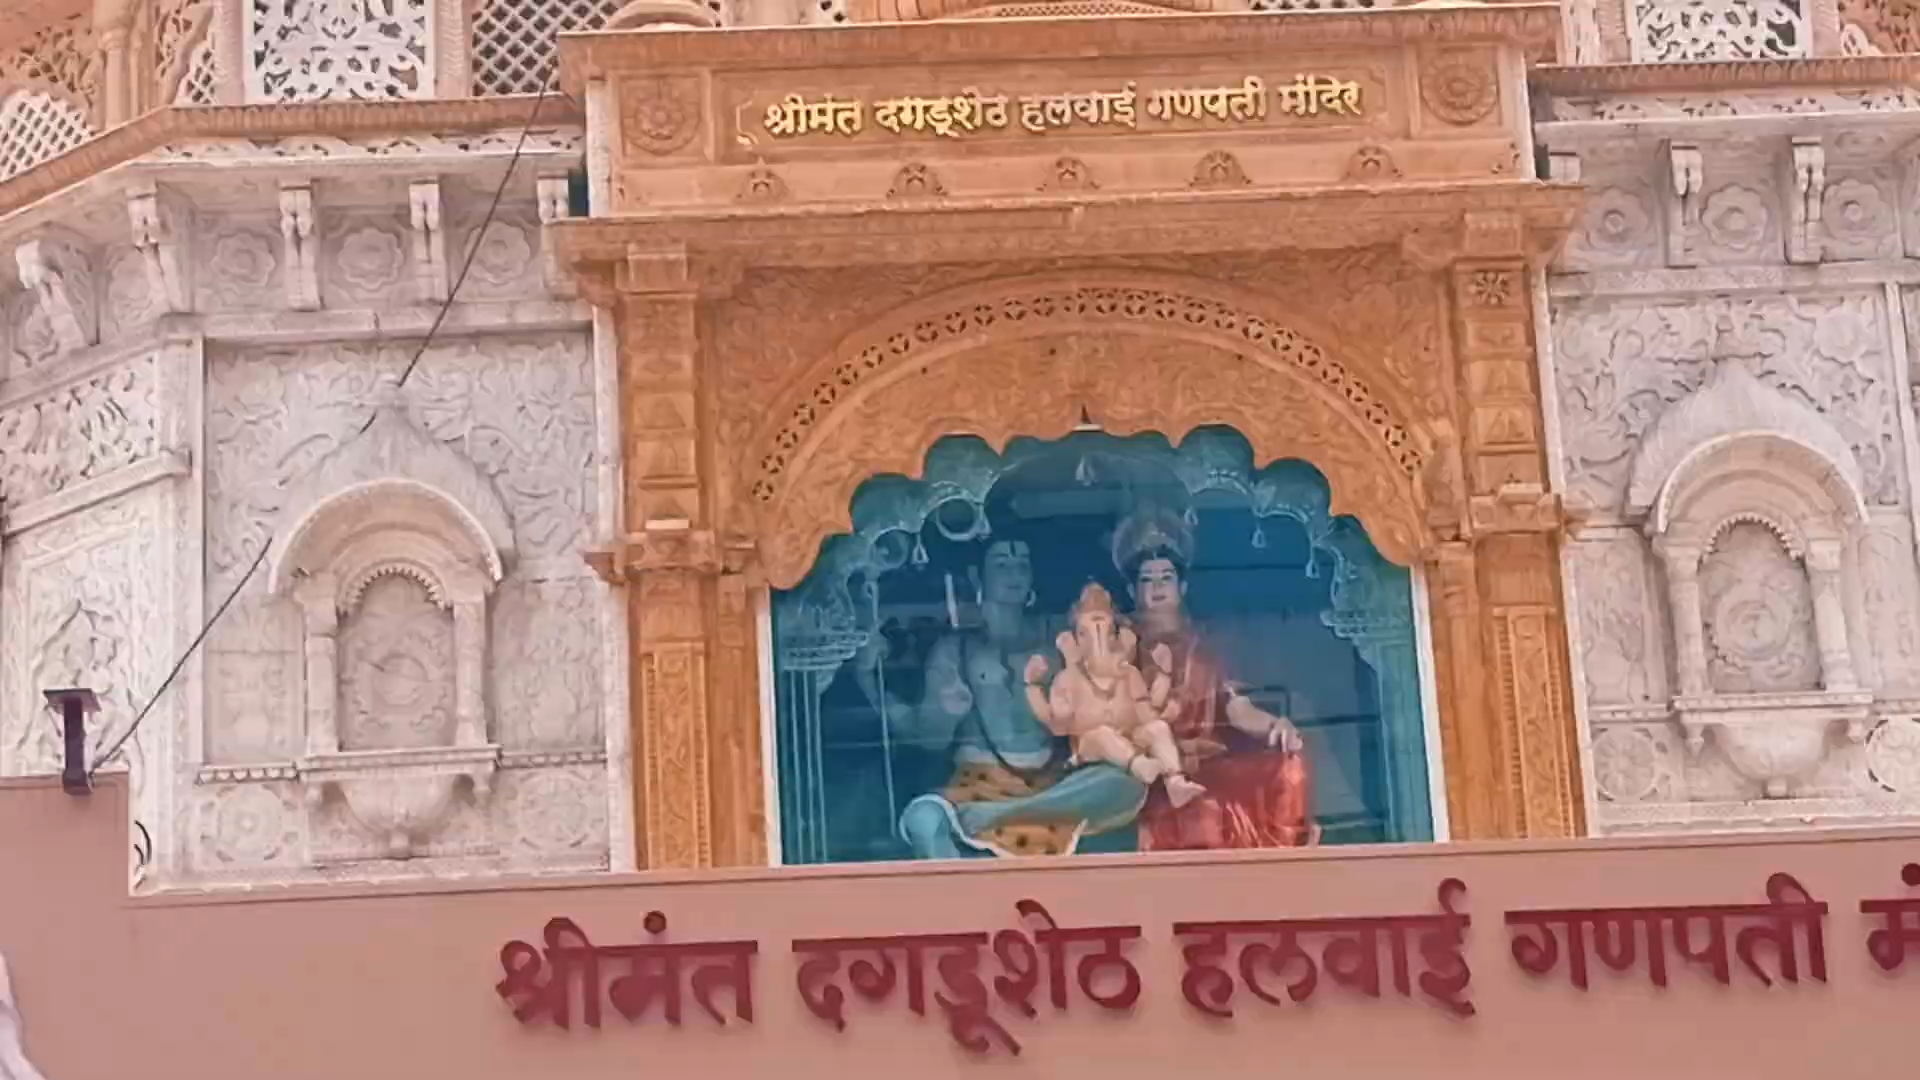 श्रीमंत दगडूशेठ हलवाई गणपती मंदिर
श्रीमंत दगडूशेठ हलवाई गणपती